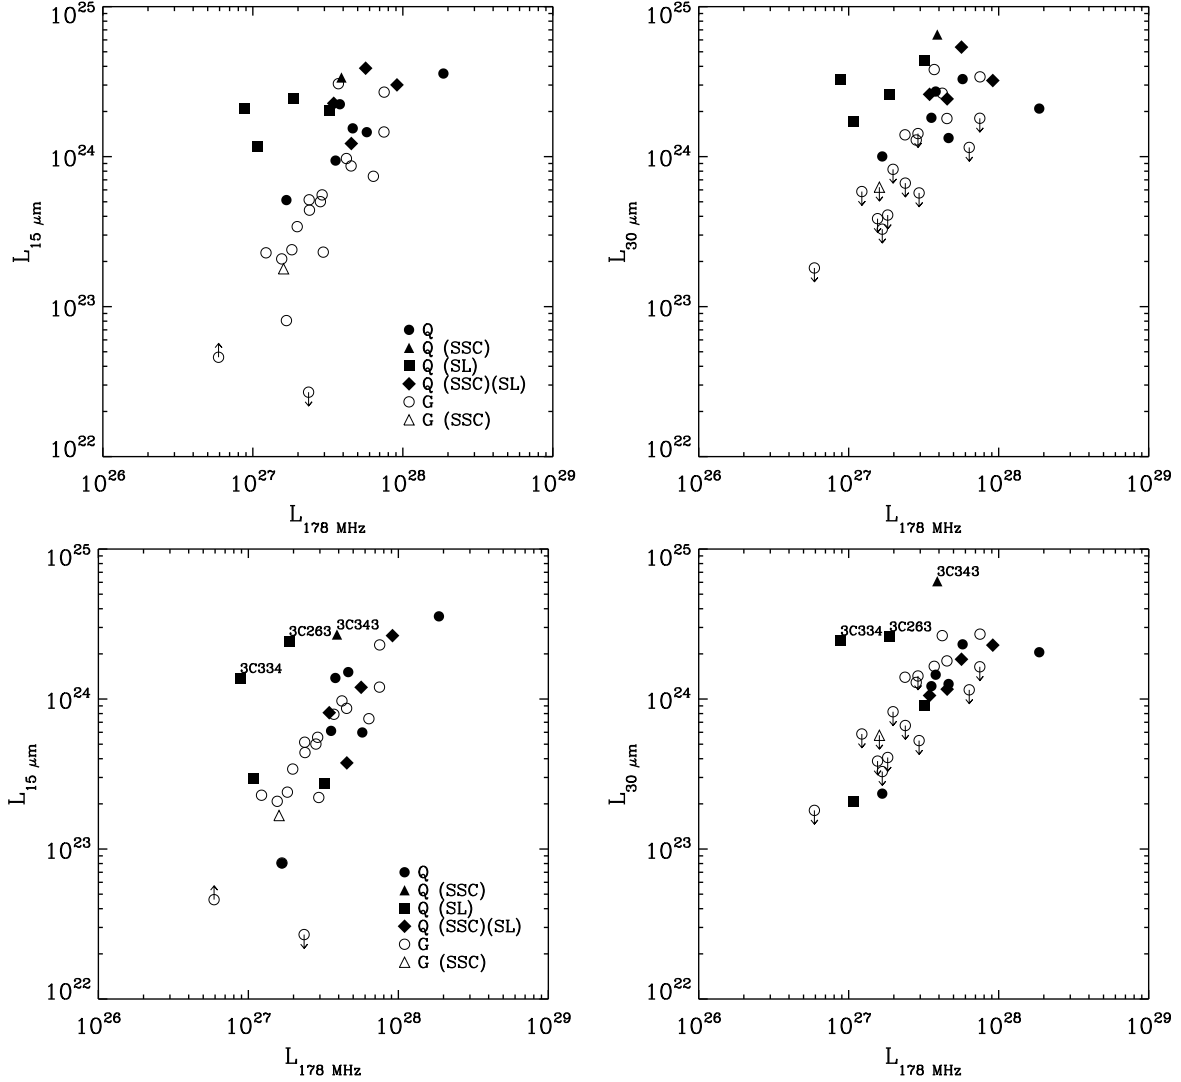 10^25
10^24
10^23
10^22
L_15 μm
10^26 10^27 10^28 10^29
L_178 MHz
Q
Q (SSC)
Q (SL)
Q (SSC)(SL)
G
G (SSC)
10^25
10^24
10^23
10^22
L_30 μm
10^26 10^27 10^28 10^29
L_178 MHz
10^25
10^24
10^23
10^22
L_15 μm
3C343
3C263
3C334
Q
Q (SSC)
Q (SL)
Q (SSC)(SL)
G
G (SSC)
10^26 10^27 10^28 10^29
L_178 MHz
10^25
10^24
10^23
10^22
L_30 μm
3C343
3C334 3C263
10^26 10^27 10^28 10^29
L_178 MHz